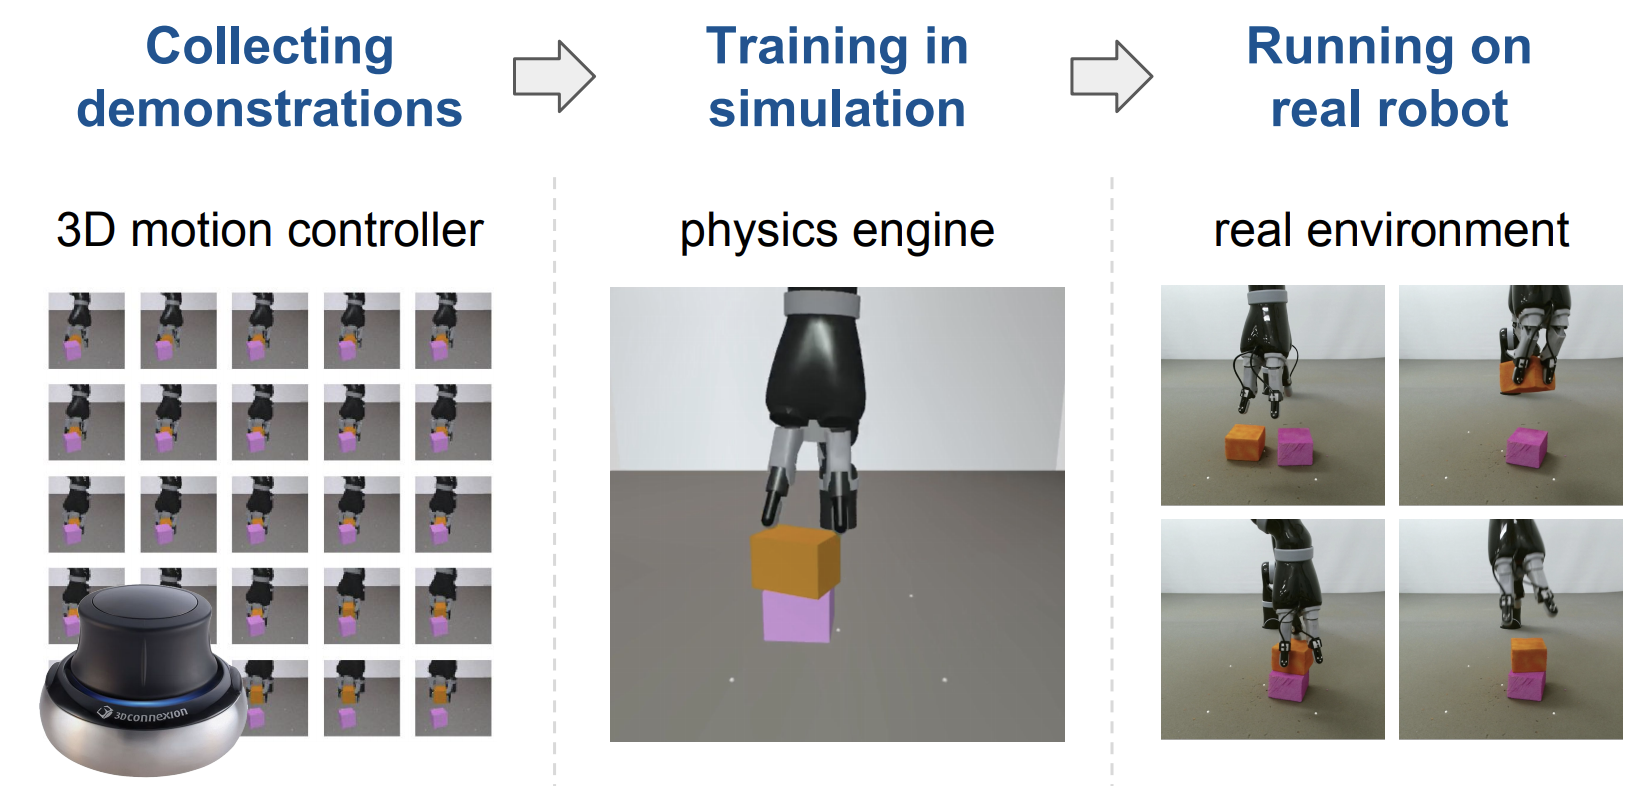 Collecting
demonstrations
Training in
simulation
Running on
real robot
3D motion controller
physics engine
real environment
3Dconnexion